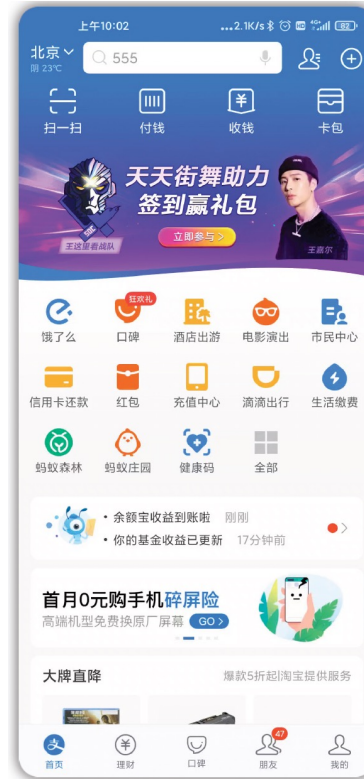 上午10:02
...2.1K/s
82
北京
阴 23℃
555
扫一扫
付钱
收钱
卡包
天天街舞助力
签到赢礼包
立即参与>
王这里看战队
王嘉尔
狂欢礼
饿了么
口碑
酒店出游
电影演出
市民中心
信用卡还款
红包
充值中心
滴滴出行
生活缴费
蚂蚁森林
蚂蚁庄园
健康码
全部
· 余额宝收益到账啦 刚刚
· 你的基金收益已更新 17分钟前
首月0元购手机碎屏险
高端机型免费换原厂屏幕 GO>
大牌直降
爆款5折起|淘宝提供服务
47
首页
理财
口碑
朋友
我的